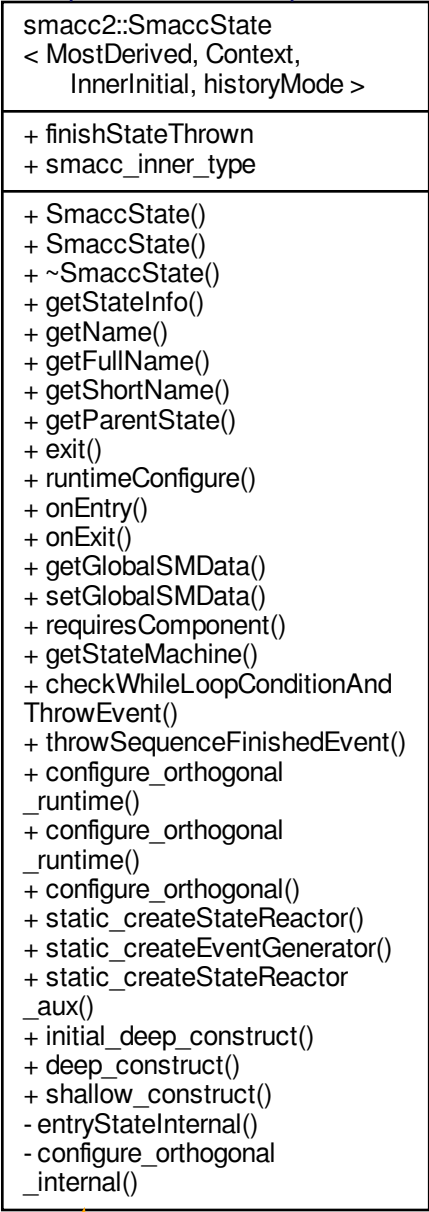 smacc2::SmaccState
< MostDerived, Context,
InnerInitial, historyMode >
+ finishStateThrown
+ smacc_inner_type
+ SmaccState()
+ SmaccState()
+ ~SmaccState()
+ getStateInfo()
+ getName()
+ getFullName()
+ getShortName()
+ getParentState()
+ exit()
+ runtimeConfigure()
+ onEntry()
+ onExit()
+ getGlobalSMData()
+ setGlobalSMData()
+ requiresComponent()
+ getStateMachine()
+ checkWhileLoopConditionAnd
ThrowEvent()
+ throwSequenceFinishedEvent()
+ configure_orthogonal
_runtime()
+ configure_orthogonal
_runtime()
+ configure_orthogonal()
+ static_createStateReactor()
+ static_createEventGenerator()
+ static_createStateReactor
_aux()
+ initial_deep_construct()
+ deep_construct()
+ shallow_construct()
- entryStateInternal()
- configure_orthogonal
_internal()